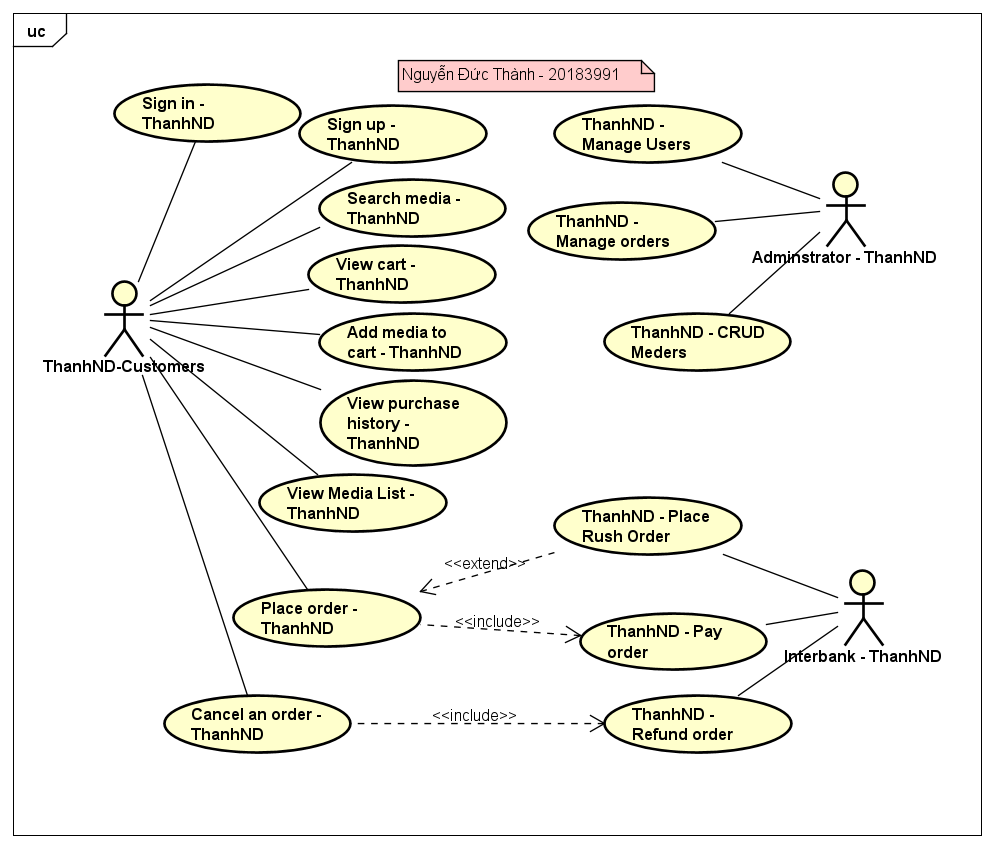 uc
Nguyễn Đức Thành - 20183991
Sign in -
ThanhND
Sign up -
ThanhND
ThanhND -
Manage Users
Search media -
ThanhND
ThanhND -
Manage orders
Adminstrator - ThanhND
View cart -
ThanhND
Add media to
cart - ThanhND
ThanhND - CRUD
Meders
ThanhND-Customers
View purchase
history -
ThanhND
View Media List -
ThanhND
ThanhND - Place
Rush Order
<<extend>>
Place order -
ThanhND
<<include>>
ThanhND - Pay
order
Interbank - ThanhND
Cancel an order -
ThanhND
<<include>>
ThanhND -
Refund order